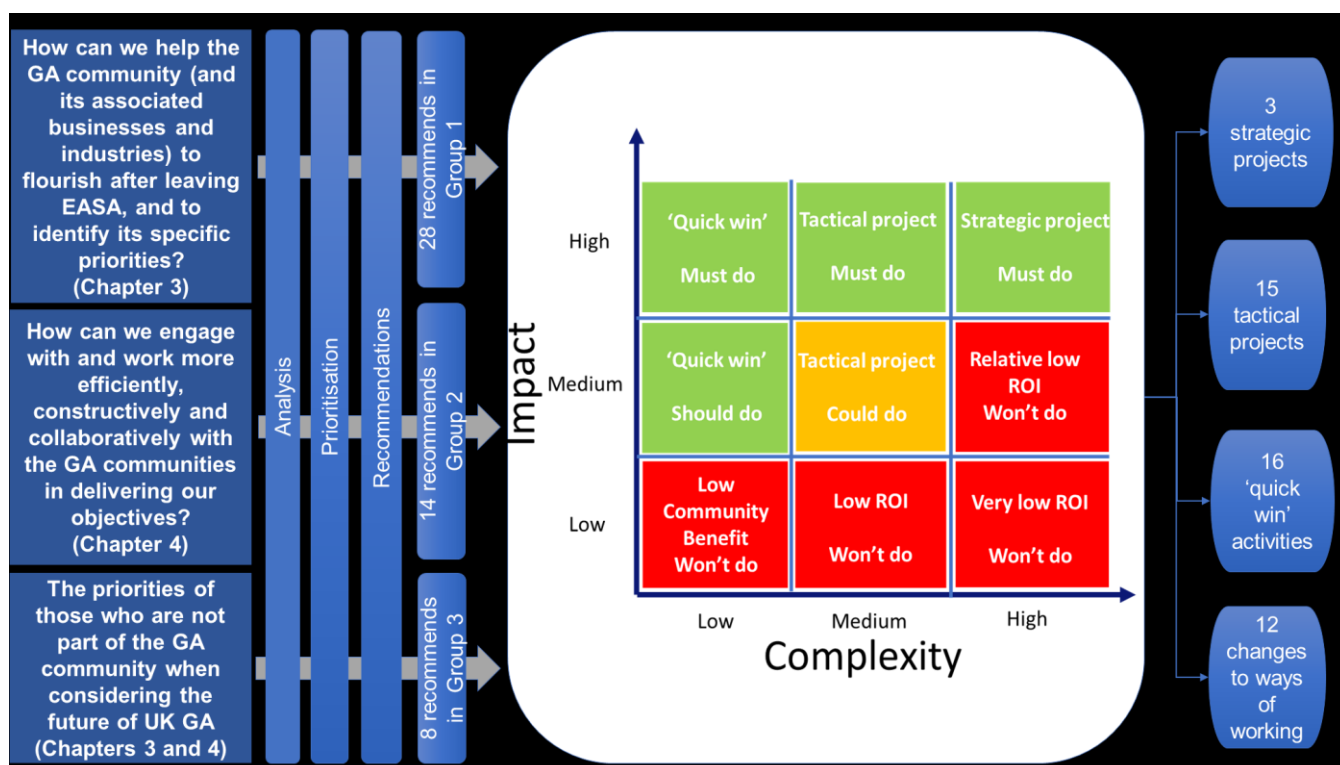 How can we help the
GA community (and
its associated
businesses and
industries) to
flourish after leaving
EASA, and to
identify its specific
priorities?
(Chapter 3)
How can we engage
with and work more
efficiently,
constructively and
collaboratively with
the GA communities
in delivering our
objectives?
(Chapter 4)
The priorities of
those who are not
part of the GA
community when
considering the
future of UK GA
(Chapters 3 and 4)
Analysis
Prioritisation
Recommendations
28 recommends in
Group 1
14 recommends in
Group 2
8 recommends
in Group 3
Impact
High
Medium
Low
'Quick win'
Must do
Tactical project
Must do
Strategic project
Must do
'Quick win'
Should do
Tactical project
Could do
Relative low
ROI
Won't do
Low
Community
Benefit
Won't do
Low ROI
Won't do
Very low ROI
Won't do
Low
Medium
High
Complexity
3
strategic
projects
15
tactical
projects
16
'quick
win'
activities
12
changes
to ways
of
working